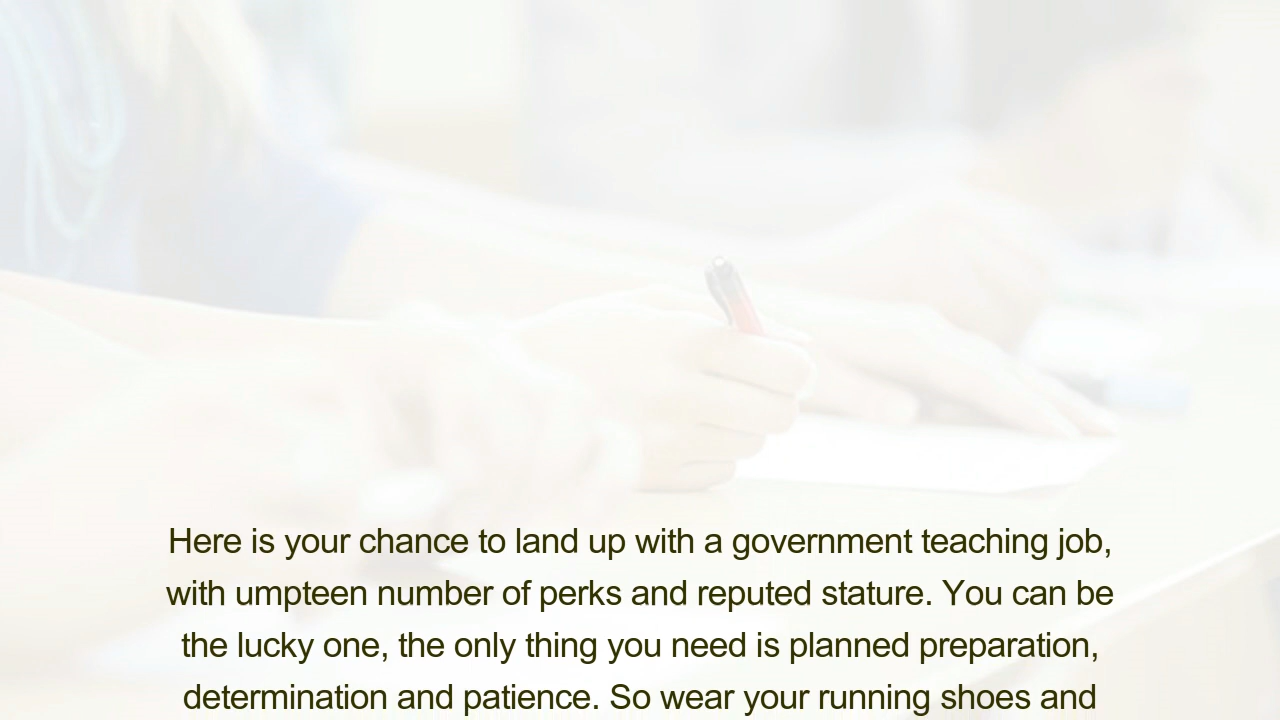 Here is your chance to land up with a government teaching job,
with umpteen number of perks and reputed stature. You can be
the lucky one, the only thing you need is planned preparation,
determination and patience. So wear your running shoes and